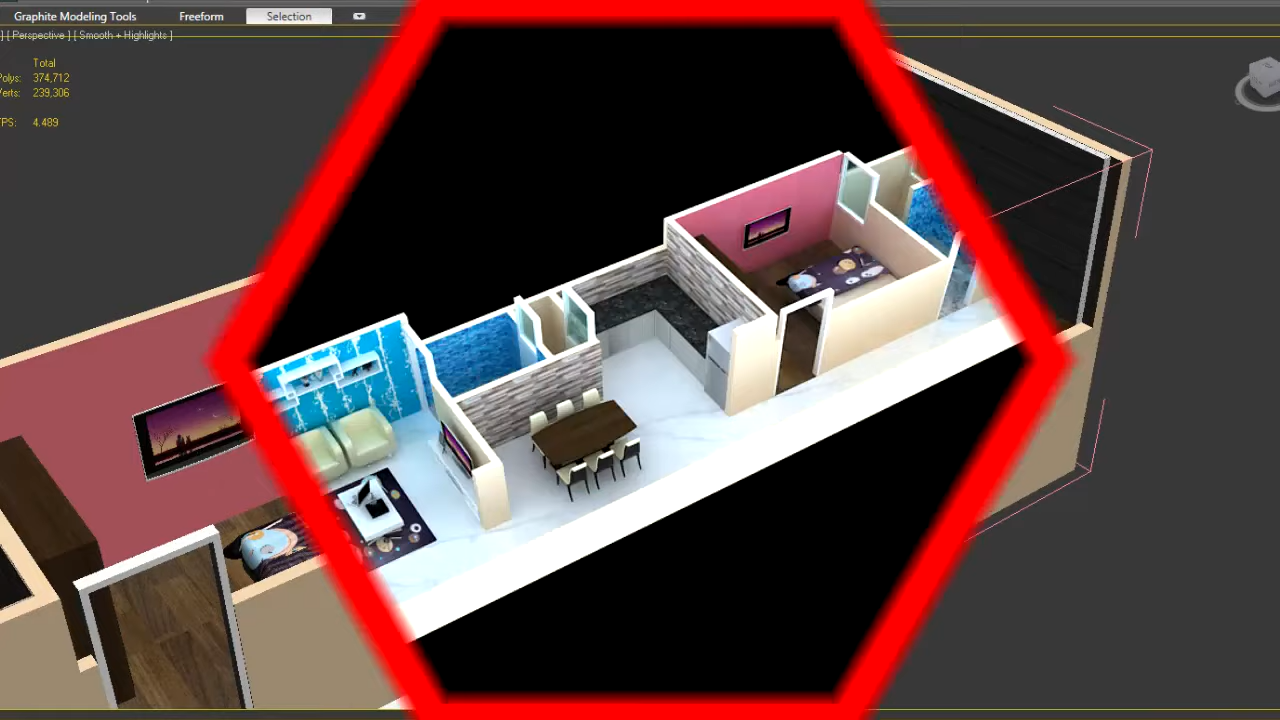 Graphite Modeling Tools Freeform Selection
] [ Perspective ] [ Smooth + Highlights ]
Total
Polys: 374,712
Verts: 239,306
FPS: 4.489